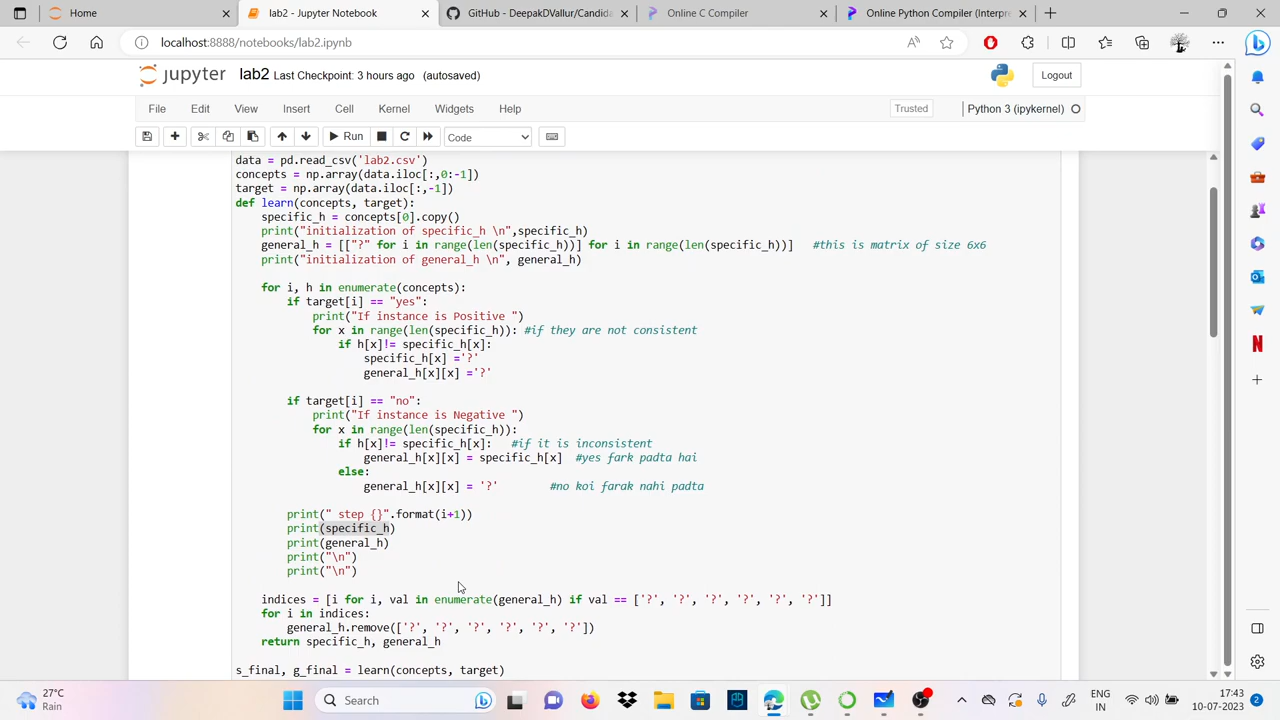 Home
lab2 - Jupyter Notebook
GitHub - DeepakDVallur/Candida
Online C Compiler
Online Python Compiler (Interpre
localhost:8888/notebooks/lab2.ipynb
jupyter lab2 Last Checkpoint: 3 hours ago (autosaved)
Logout
File Edit View Insert Cell Kernel Widgets Help
Trusted
Python 3 (ipykernel)
Run
Code
data = pd.read_csv('lab2.csv')
concepts = np.array(data.iloc[:,0:-1])
target = np.array(data.iloc[:,-1])
def learn(concepts, target):
    specific_h = concepts[0].copy()
    print("initialization of specific_h \n",specific_h)
    general_h = [["?" for i in range(len(specific_h))] for i in range(len(specific_h))]   #this is matrix of size 6x6
    print("initialization of general_h \n", general_h)
    for i, h in enumerate(concepts):
        if target[i] == "yes":
            print("If instance is Positive ")
            for x in range(len(specific_h)): #if they are not consistent
                if h[x]!= specific_h[x]:
                    specific_h[x] ='?'
                    general_h[x][x] ='?'
        if target[i] == "no":
            print("If instance is Negative ")
            for x in range(len(specific_h)):
                if h[x]!= specific_h[x]:   #if it is inconsistent
                    general_h[x][x] = specific_h[x]  #yes fark padta hai
                else:
                    general_h[x][x] = '?'        #no koi farak nahi padta
        print(" step {}".format(i+1))
        print(specific_h)
        print(general_h)
        print("\n")
        print("\n")
    indices = [i for i, val in enumerate(general_h) if val == ['?', '?', '?', '?', '?', '?']]
    for i in indices:
        general_h.remove(['?', '?', '?', '?', '?', '?'])
    return specific_h, general_h
s_final, g_final = learn(concepts, target)
27°C
Rain
Search
ENG
IN
17:43
10-07-2023
2